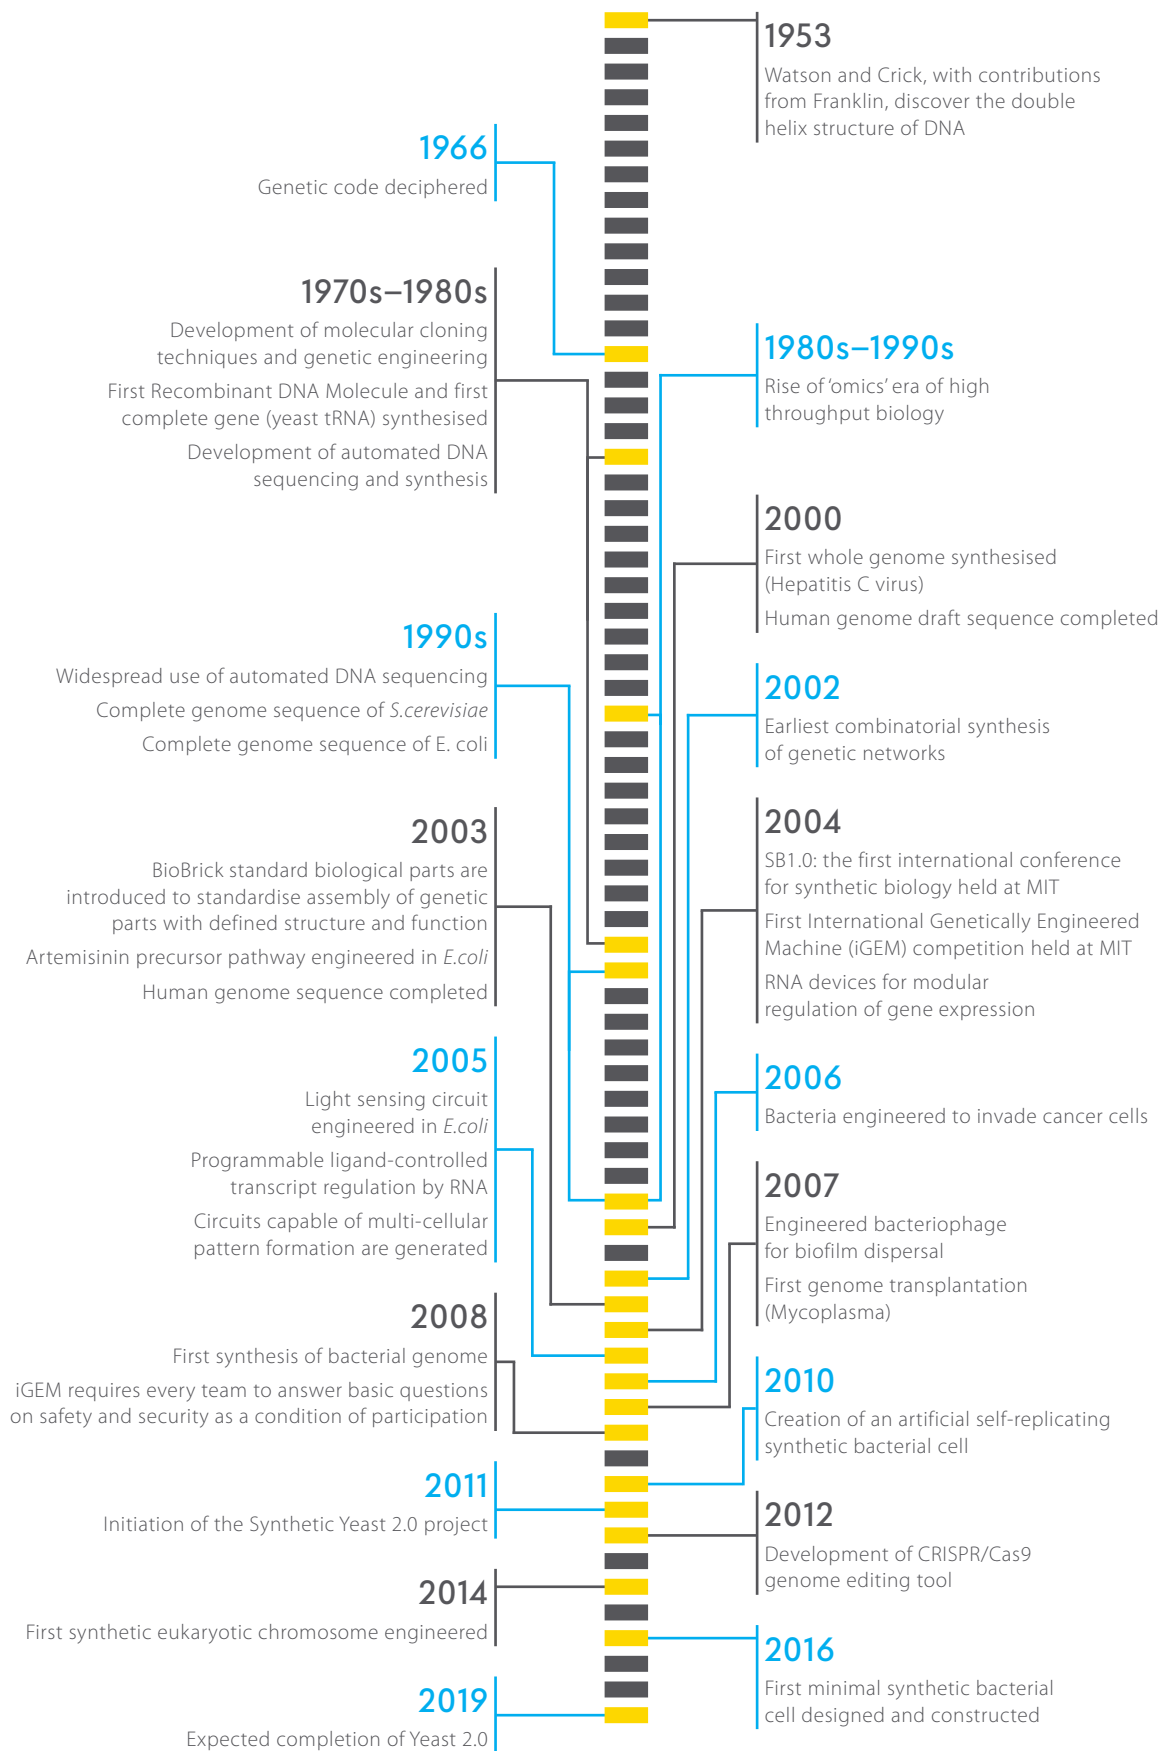 1953
Watson and Crick, with contributions
from Franklin, discover the double
helix structure of DNA
1966
Genetic code deciphered
1970s–1980s
Development of molecular cloning
techniques and genetic engineering
First Recombinant DNA Molecule and first
complete gene (yeast tRNA) synthesised
Development of automated DNA
sequencing and synthesis
1980s–1990s
Rise of ‘omics’ era of high
throughput biology
1990s
Widespread use of automated DNA sequencing
Complete genome sequence of S.cerevisiae
Complete genome sequence of E. coli
2000
First whole genome synthesised
(Hepatitis C virus)
Human genome draft sequence completed
2002
Earliest combinatorial synthesis
of genetic networks
2003
BioBrick standard biological parts are
introduced to standardise assembly of genetic
parts with defined structure and function
Artemisinin precursor pathway engineered in E.coli
Human genome sequence completed
2004
SB1.0: the first international conference
for synthetic biology held at MIT
First International Genetically Engineered
Machine (iGEM) competition held at MIT
RNA devices for modular
regulation of gene expression
2005
Light sensing circuit
engineered in E.coli
Programmable ligand-controlled
transcript regulation by RNA
Circuits capable of multi-cellular
pattern formation are generated
2006
Bacteria engineered to invade cancer cells
2007
Engineered bacteriophage
for biofilm dispersal
First genome transplantation
(Mycoplasma)
2008
First synthesis of bacterial genome
iGEM requires every team to answer basic questions
on safety and security as a condition of participation
2010
Creation of an artificial self-replicating
synthetic bacterial cell
2011
Initiation of the Synthetic Yeast 2.0 project
2012
Development of CRISPR/Cas9
genome editing tool
2014
First synthetic eukaryotic chromosome engineered
2016
First minimal synthetic bacterial
cell designed and constructed
2019
Expected completion of Yeast 2.0